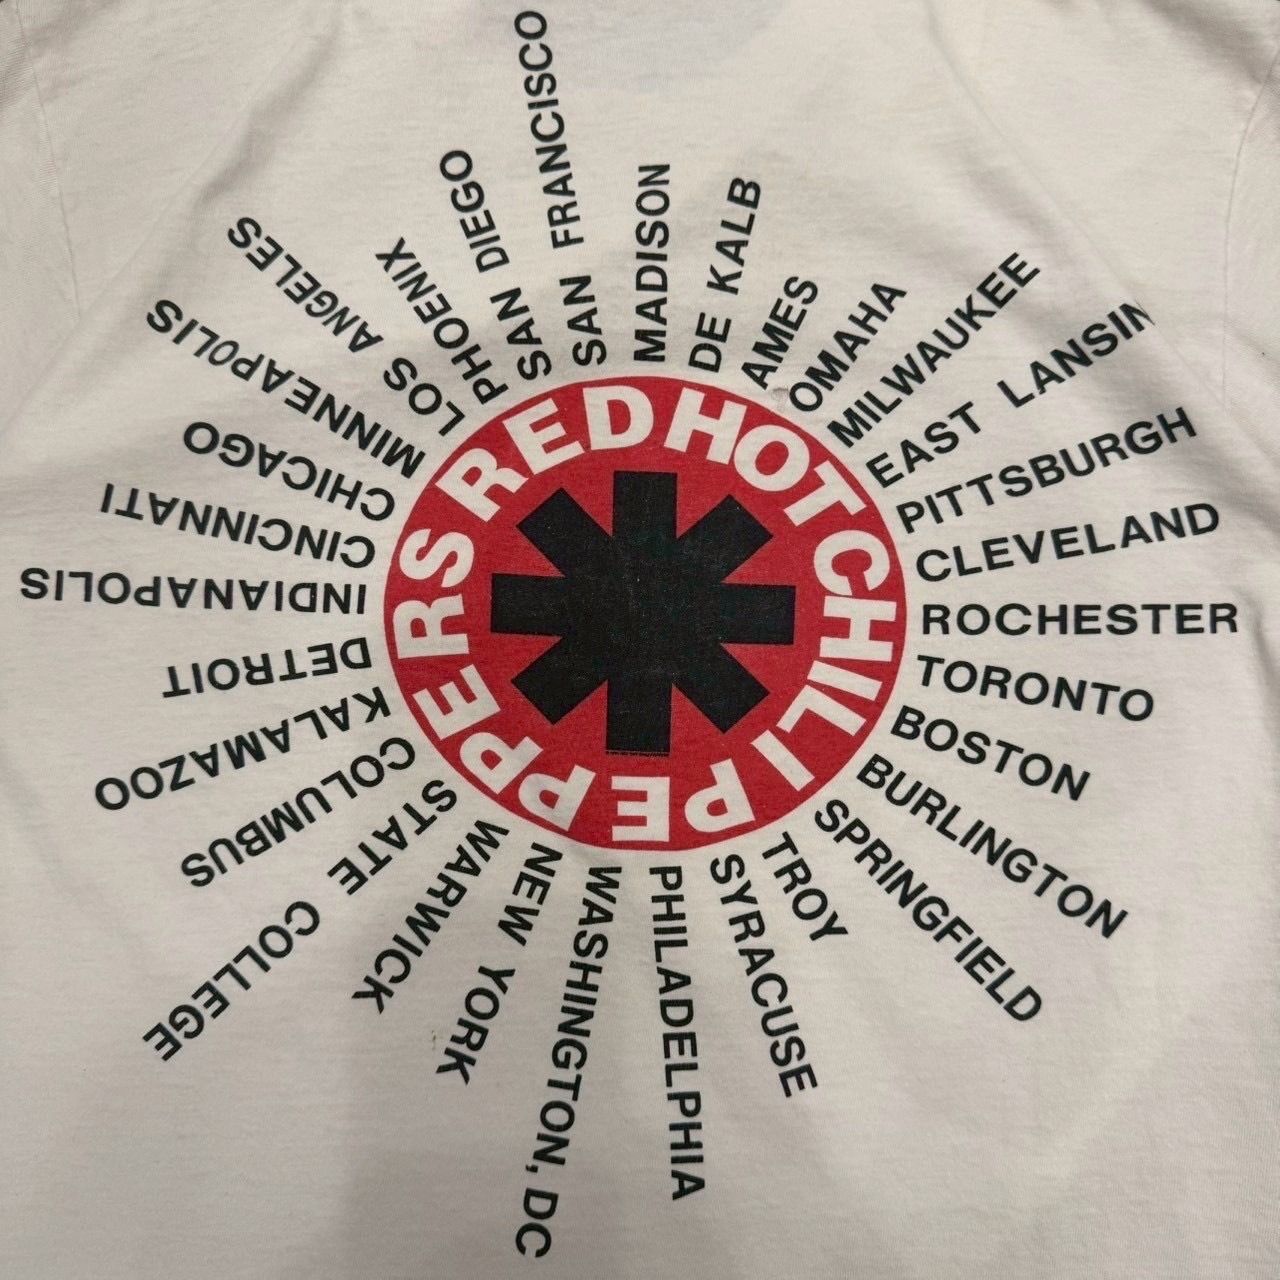 RED HOT CHILI PEPPERS
MADISON
DE KALB
AMES
OMAHA
MILWAUKEE
EAST LANSIN
PITTSBURGH
CLEVELAND
ROCHESTER
TORONTO
BOSTON
BURLINGTON
SPRINGFIELD
TROY
SYRACUSE
PHILADELPHIA
WASHINGTON, DC
NEW YORK
WARWICK
STATE COLLEGE
COLUMBUS
KALAMAZOO
DETROIT
INDIANAPOLIS
CINCINNATI
CHICAGO
MINNEAPOLIS
LOS ANGELES
PHOENIX
SAN DIEGO
SAN FRANCISCO